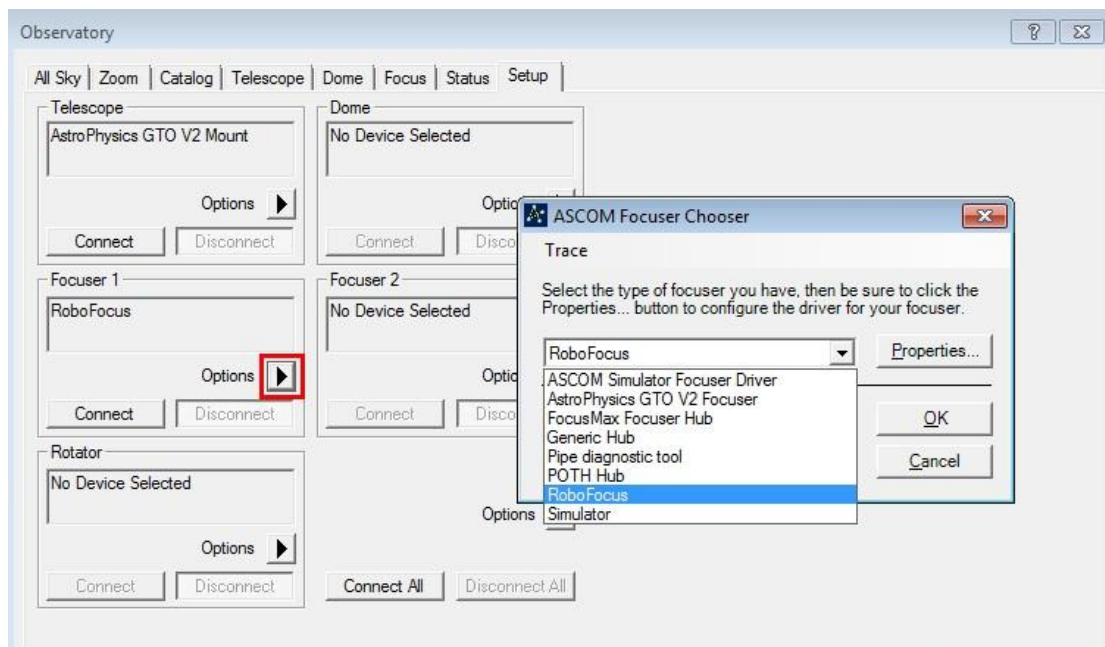 Observatory
All Sky Zoom Catalog Telescope Dome Focus Status Setup
Telescope
AstroPhysics GTO V2 Mount
Options
Connect Disconnect
Dome
No Device Selected
Connect
Focuser 1
RoboFocus
Options
Connect Disconnect
Focuser 2
No Device Selected
Connect
Rotator
No Device Selected
Options
Connect Disconnect
Options
Connect All Disconnect All
ASCOM Focuser Chooser
Trace
Select the type of focuser you have, then be sure to click the
Properties... button to configure the driver for your focuser.
RoboFocus
Properties...
ASCOM Simulator Focuser Driver
AstroPhysics GTO V2 Focuser
FocusMax Focuser Hub
Generic Hub
Pipe diagnostic tool
POTH Hub
RoboFocus
Simulator
OK
Cancel